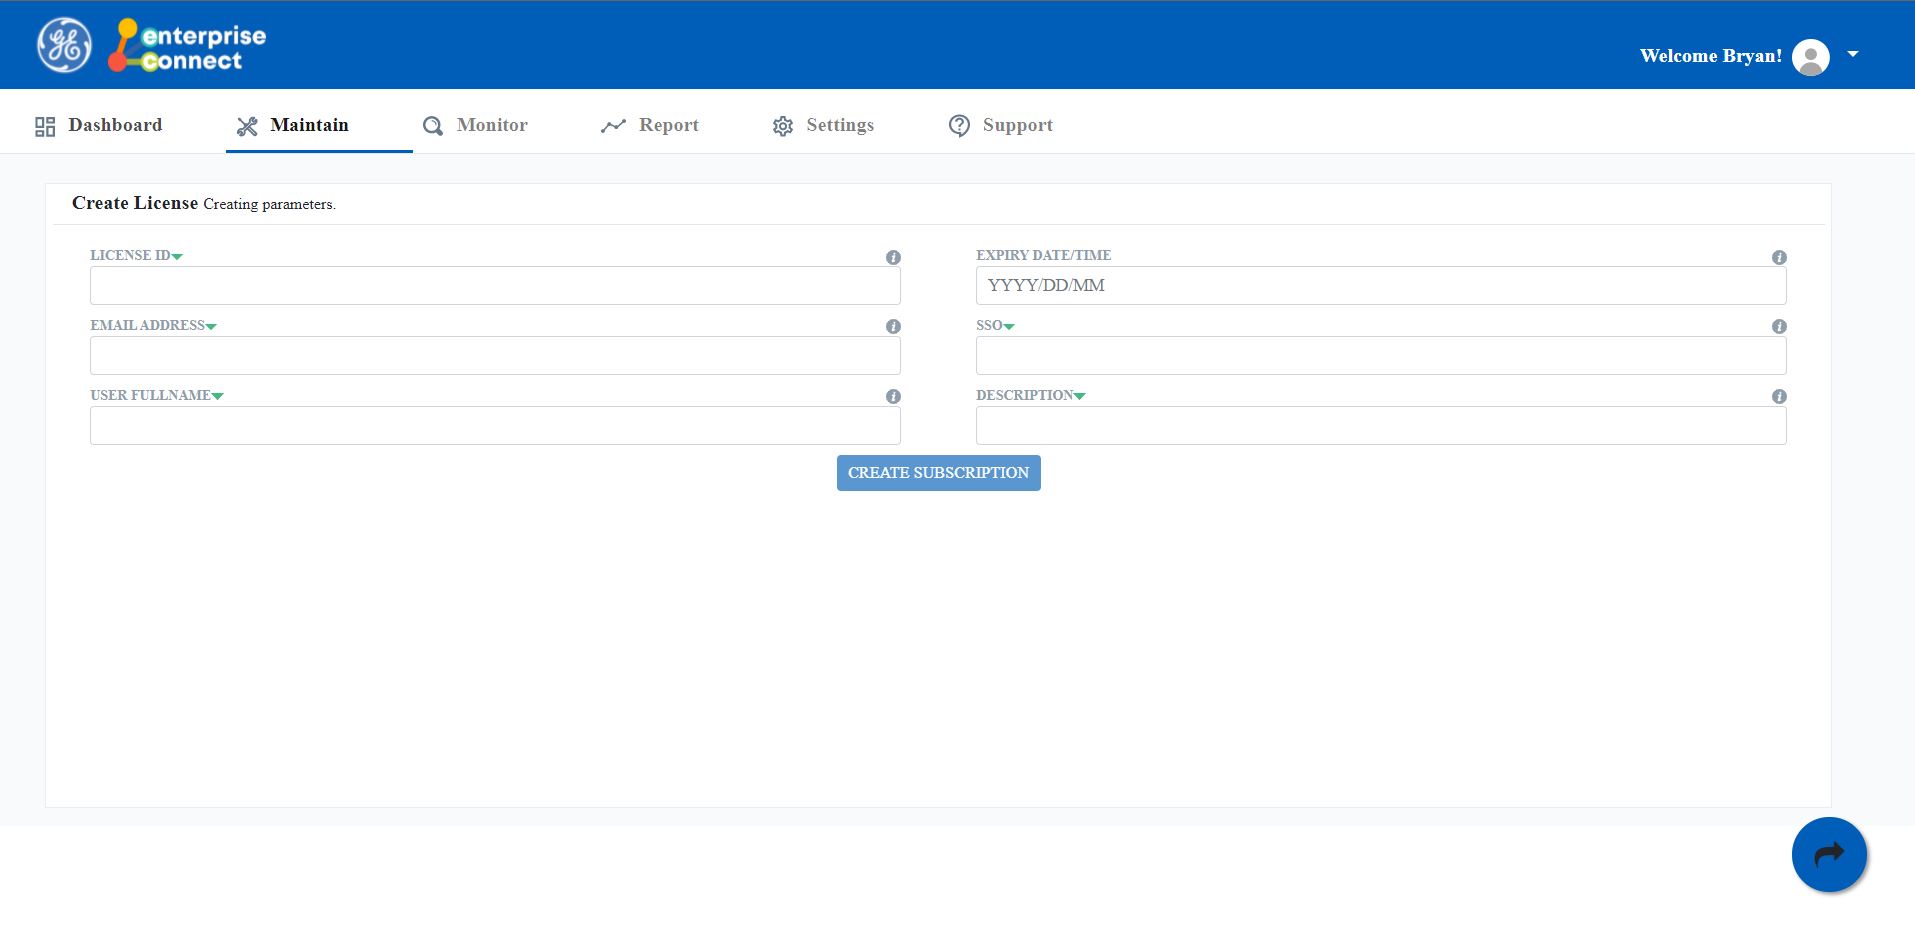 enterprise
connect
Welcome Bryan!
Dashboard
Maintain
Monitor
Report
Settings
Support
Create License Creating parameters.
LICENSE ID
EXPIRY DATE/TIME
YYYY/DD/MM
EMAIL ADDRESS
SSO
USER FULLNAME
DESCRIPTION
CREATE SUBSCRIPTION